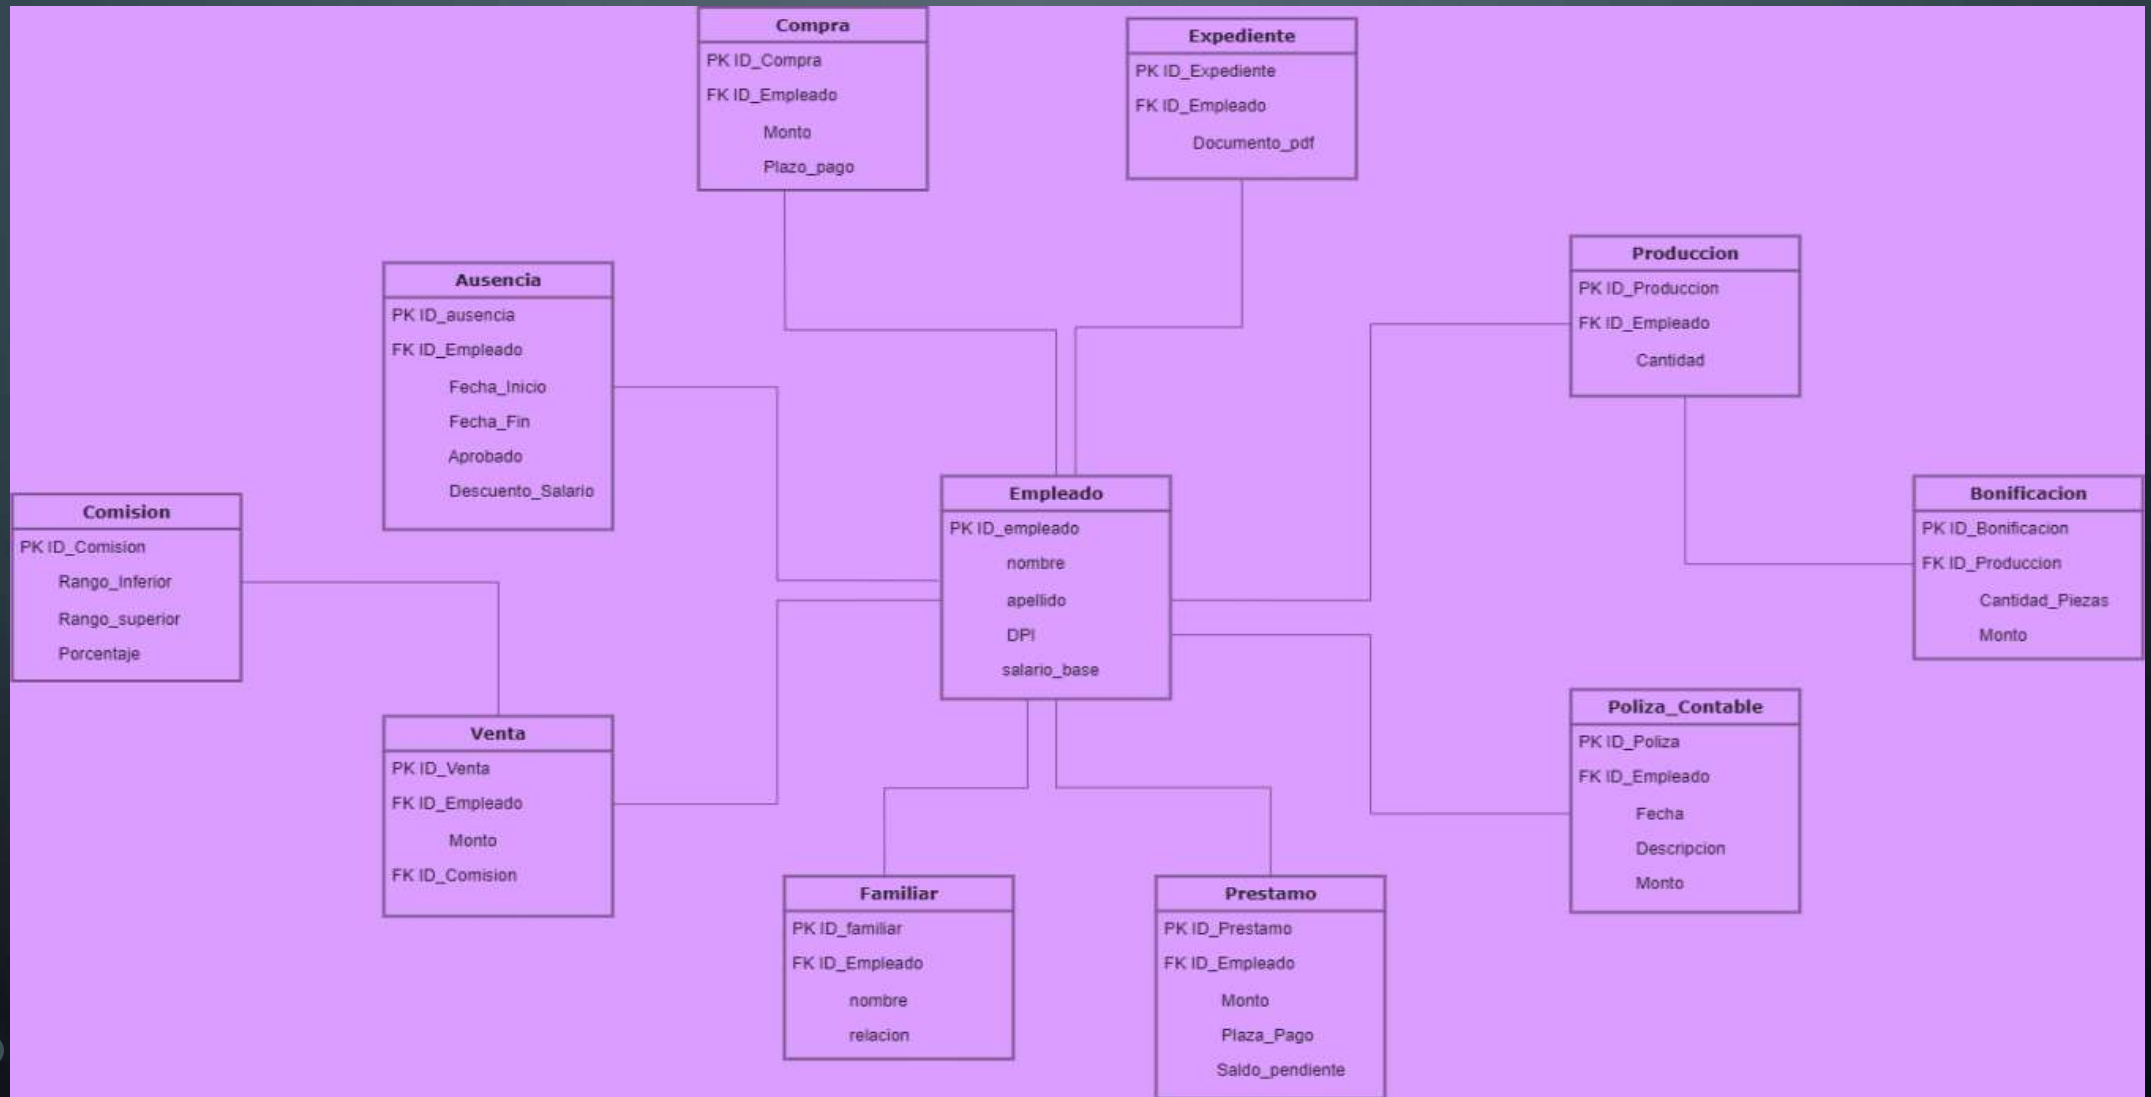 Compra
PK ID_Compra
FK ID_Empleado
Monto
Plazo_pago
Expediente
PK ID_Expediente
FK ID_Empleado
Documento_pdf
Produccion
PK ID_Produccion
FK ID_Empleado
Cantidad
Ausencia
PK ID_ausencia
FK ID_Empleado
Fecha_Inicio
Fecha_Fin
Aprobado
Descuento_Salario
Comision
PK ID_Comision
Rango_Inferior
Rango_superior
Porcentaje
Empleado
PK ID_empleado
nombre
apellido
DPI
salario_base
Bonificacion
PK ID_Bonificacion
FK ID_Produccion
Cantidad_Piezas
Monto
Venta
PK ID_Venta
FK ID_Empleado
Monto
FK ID_Comision
Poliza_Contable
PK ID_Poliza
FK ID_Empleado
Fecha
Descripcion
Monto
Familiar
PK ID_familiar
FK ID_Empleado
nombre
relacion
Prestamo
PK ID_Prestamo
FK ID_Empleado
Monto
Plaza_Pago
Saldo_pendiente